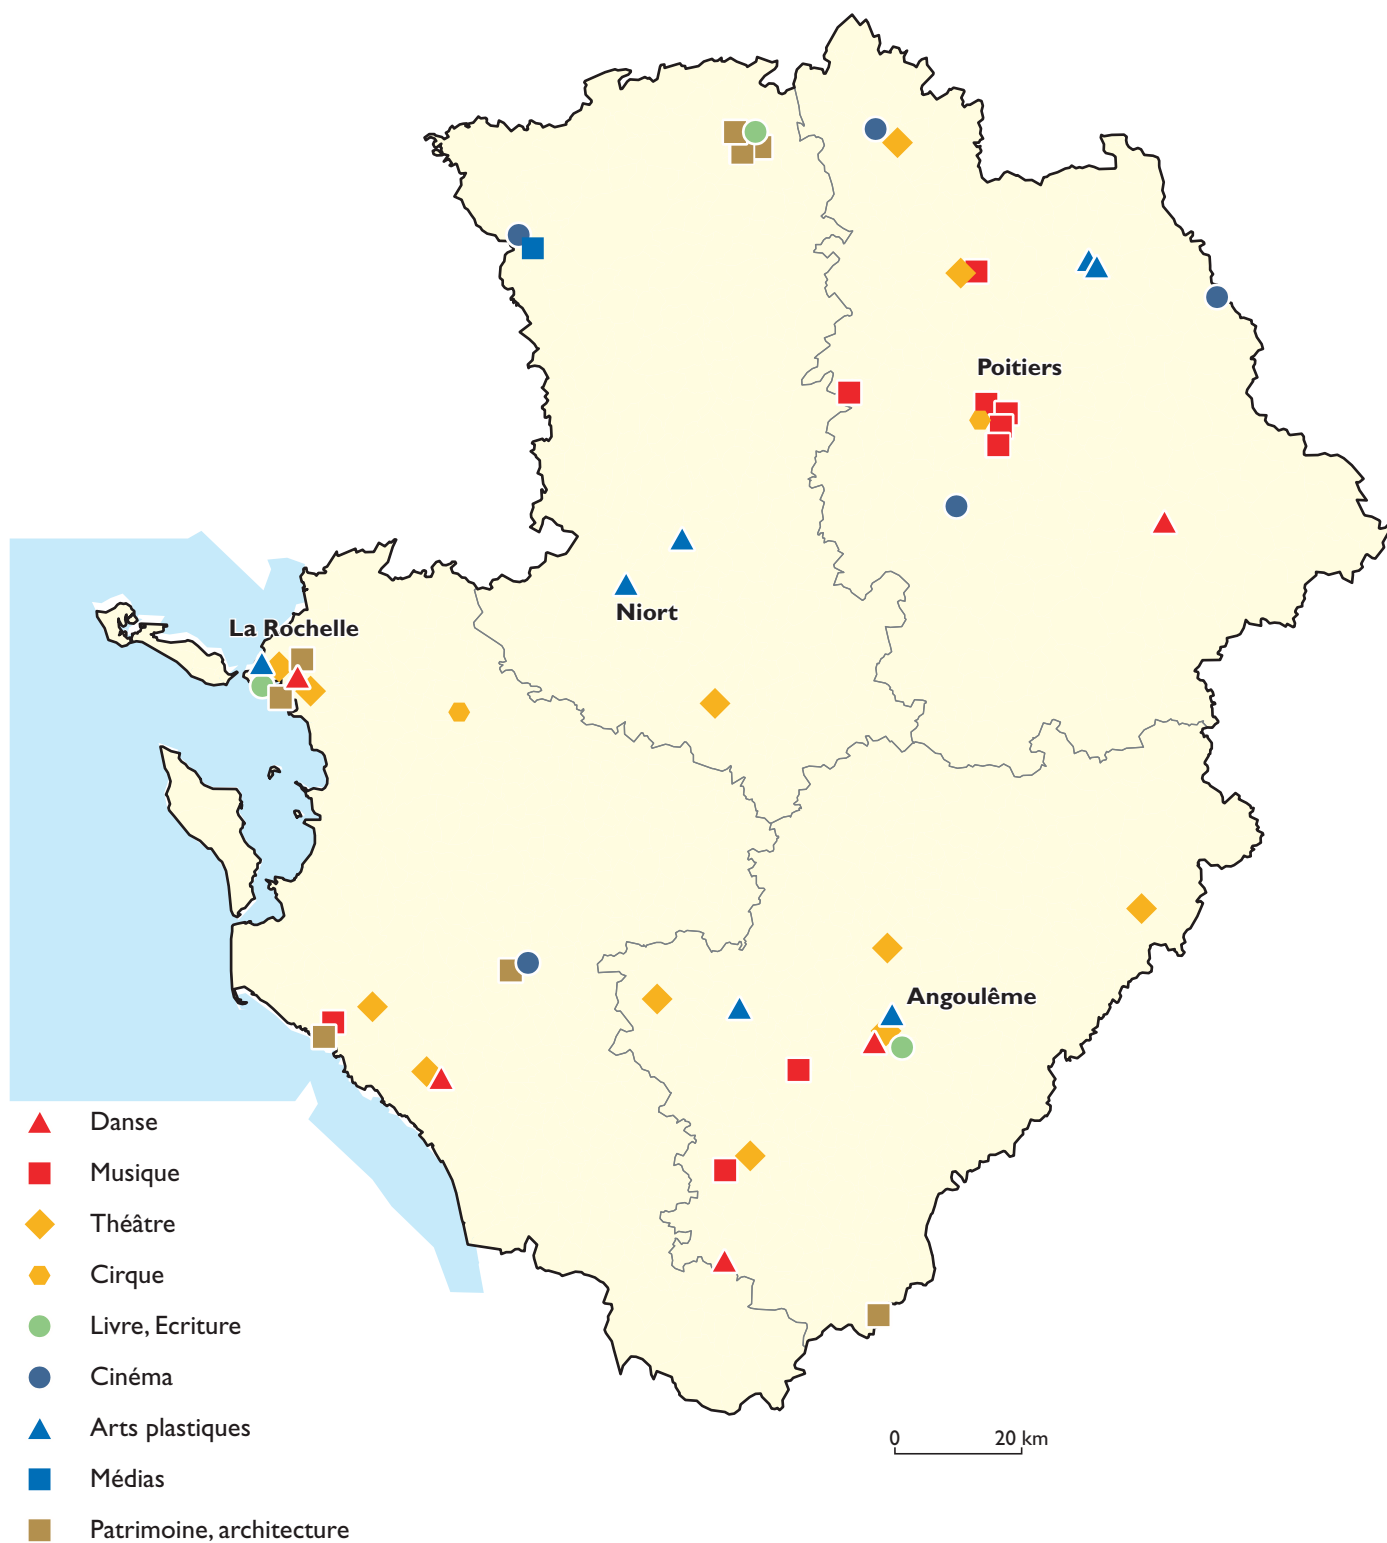 Poitiers
Niort
La Rochelle
Angoulême
Danse
Musique
Théâtre
Cirque
Livre, Ecriture
Cinéma
Arts plastiques
Médias
Patrimoine, architecture
0 20 km